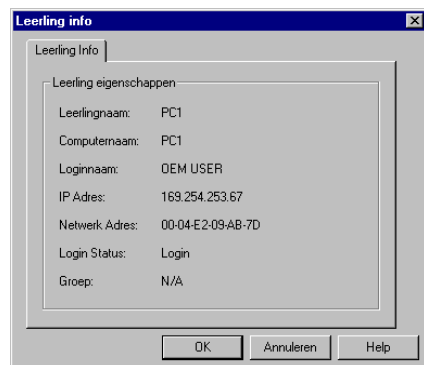 Leerling info
Leerling Info
Leerling eigenschappen
Leerlingnaam: PC1
Computernaam: PC1
Loginnaam: OEM USER
IP Adres: 169.254.253.67
Netwerk Adres: 00-04-E2-09-AB-7D
Login Status: Login
Groep: N/A
OK Annuleren Help